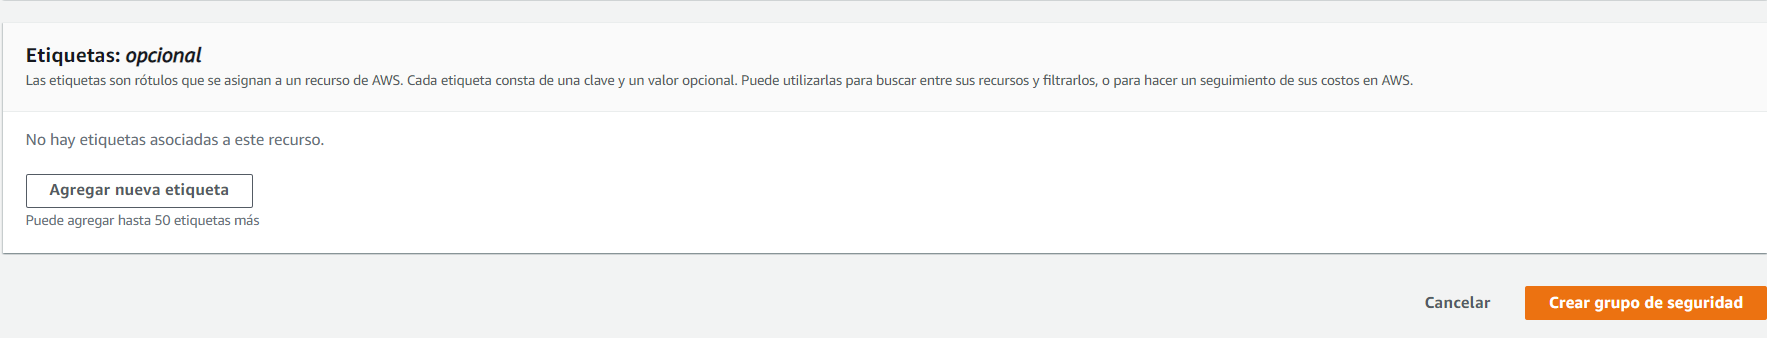 Etiquetas: opcional
Las etiquetas son rótulos que se asignan a un recurso de AWS. Cada etiqueta consta de una clave y un valor opcional. Puede utilizarlas para buscar entre sus recursos y filtrarlos, o para hacer un seguimiento de sus costos en AWS.
No hay etiquetas asociadas a este recurso.
Agregar nueva etiqueta
Puede agregar hasta 50 etiquetas más
Cancelar
Crear grupo de seguridad